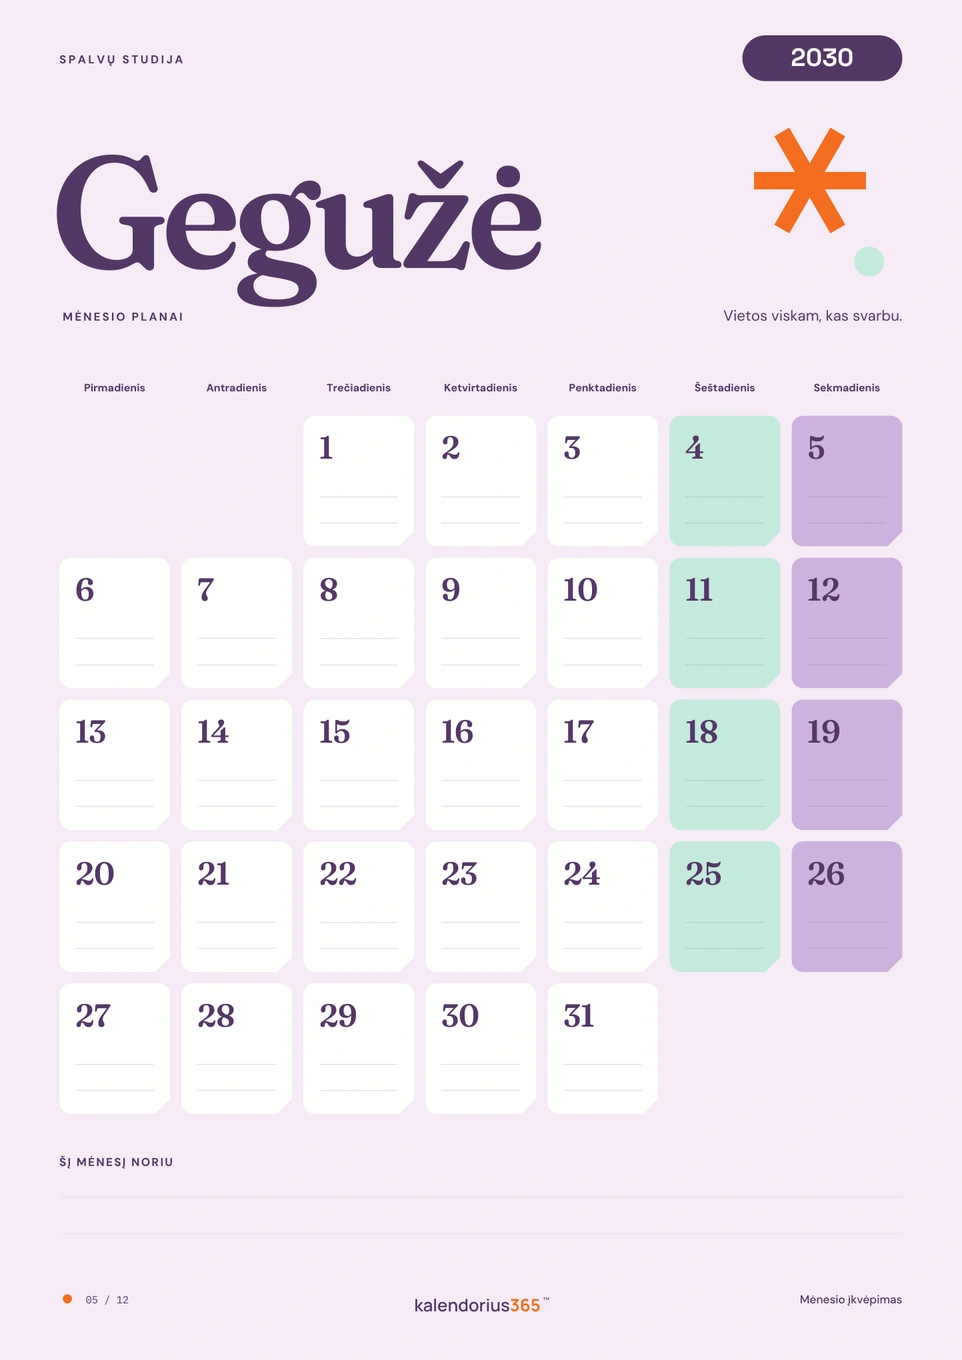 SPALVŲ STUDIJA
2030
Gegužė
MĖNESIO PLANAI
Vietos viskam, kas svarbu.
Pirmadienis Antradienis Trečiadienis Ketvirtadienis Penktadienis Šeštadienis Sekmadienis
1 2 3 4 5
6 7 8 9 10 11 12
13 14 15 16 17 18 19
20 21 22 23 24 25 26
27 28 29 30 31
ŠĮ MĖNESĮ NORIU
05 / 12
kalendorius365™
Mėnesio įkvėpimas